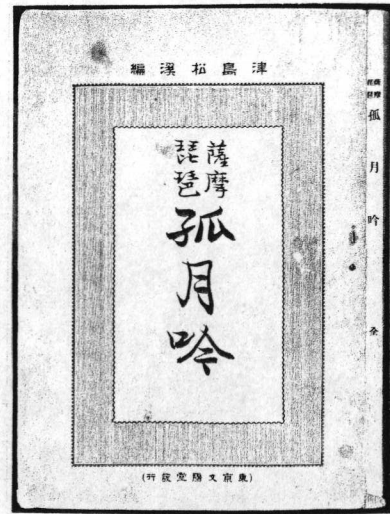 津島松溪編
薩摩
琵琶
孤月吟
(東京文陽堂發行)
薩摩
琵琶
孤月吟 全